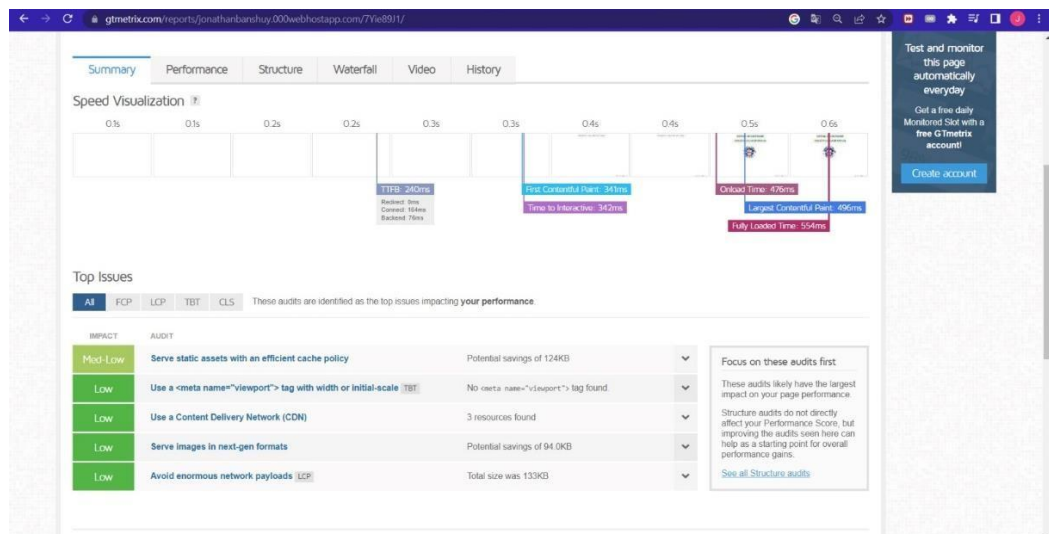 gtmetrix.com/reports/jonathanbanshuy.000webhostapp.com/7Yie89J1/
Summary Performance Structure Waterfall Video History
Speed Visualization ?
0.1s 0.1s 0.2s 0.2s 0.3s 0.3s 0.4s 0.4s 0.5s 0.6s
TTFB: 240ms
Redirect: 0ms
Connect: 164ms
Backend: 76ms
First Contentful Paint: 341ms
Time to Interactive: 342ms
Onload Time: 476ms
Largest Contentful Paint: 496ms
Fully Loaded Time: 554ms
Top Issues
All FCP LCP TBT CLS These audits are identified as the top issues impacting your performance.
IMPACT AUDIT
Med-Low Serve static assets with an efficient cache policy Potential savings of 124KB
Low Use a <meta name="viewport"> tag with width or initial-scale TBT No <meta name="viewport"> tag found.
Low Use a Content Delivery Network (CDN) 3 resources found
Low Serve images in next-gen formats Potential savings of 94.0KB
Low Avoid enormous network payloads LCP Total size was 133KB
Focus on these audits first
These audits likely have the largest
impact on your page performance.
Structure audits do not directly
affect your Performance Score, but
improving the audits seen here can
help as a starting point for overall
performance gains.
See all Structure audits
Test and monitor
this page
automatically
everyday
Get a free daily
Monitored Slot with a
free GTmetrix
account!
Create account